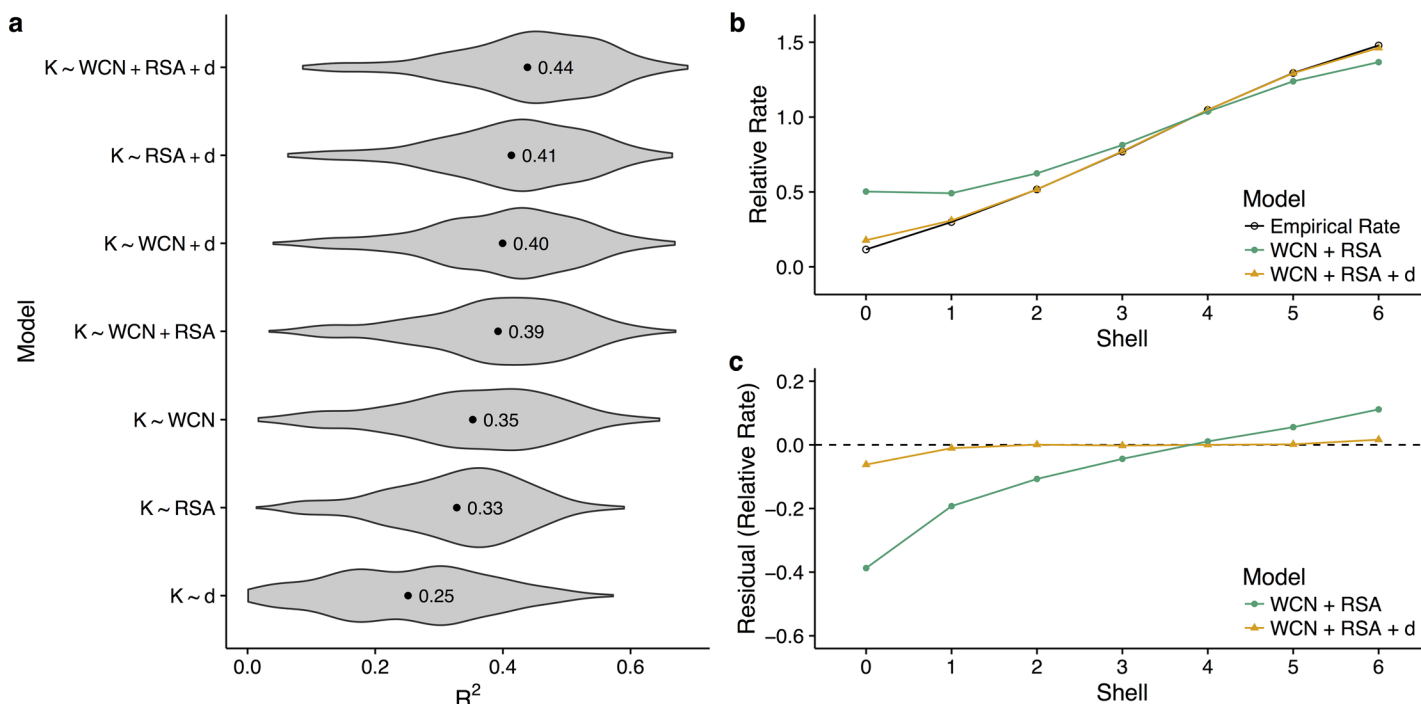 a
K ~ WCN + RSA + d
K ~ RSA + d
K ~ WCN + d
K ~ WCN + RSA
K ~ WCN
K ~ RSA
K ~ d
Model
0.44
0.41
0.40
0.39
0.35
0.33
0.25
0.0 0.2 0.4 0.6
R²
b
1.5
1.0
0.5
0.0
Relative Rate
0 1 2 3 4 5 6
Shell
Model
Empirical Rate
WCN + RSA
WCN + RSA + d
c
0.2
0.0
−0.2
−0.4
−0.6
Residual (Relative Rate)
0 1 2 3 4 5 6
Shell
Model
WCN + RSA
WCN + RSA + d